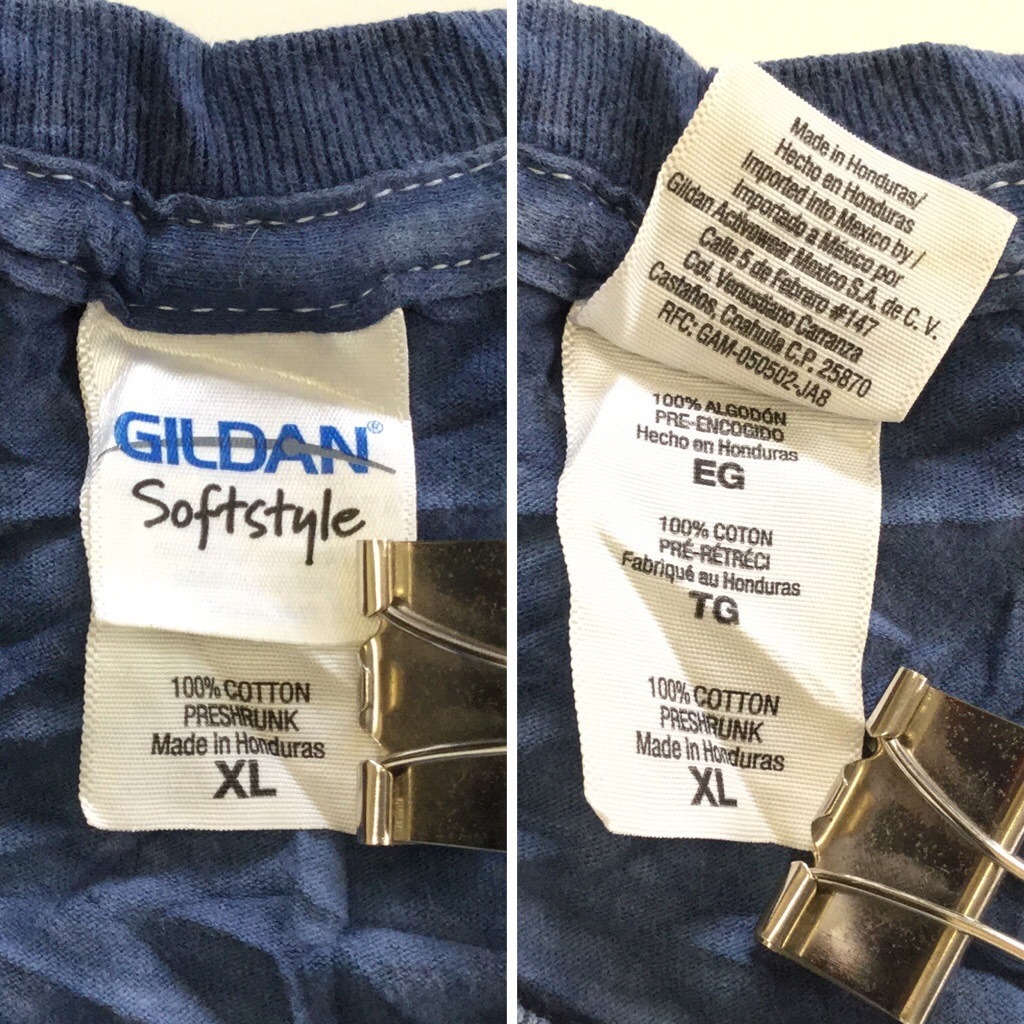 GILDAN®
Softstyle
100% COTTON
PRESHRUNK
Made in Honduras
XL
Made in Honduras/
Hecho en Honduras
Imported into Mexico by /
Importado a México por
Gildan Activewear Mexico S.A. de C. V.
Calle 5 de Febrero #147
Col. Venustiano Carranza
Castaños, Coahuila C.P. 25870
RFC: GAM-050502-JA8
100% ALGODÓN
PRE-ENCOGIDO
Hecho en Honduras
EG
100% COTON
PRÉ-RÉTRÉCI
Fabriqué au Honduras
TG
100% COTTON
PRESHRUNK
Made in Honduras
XL